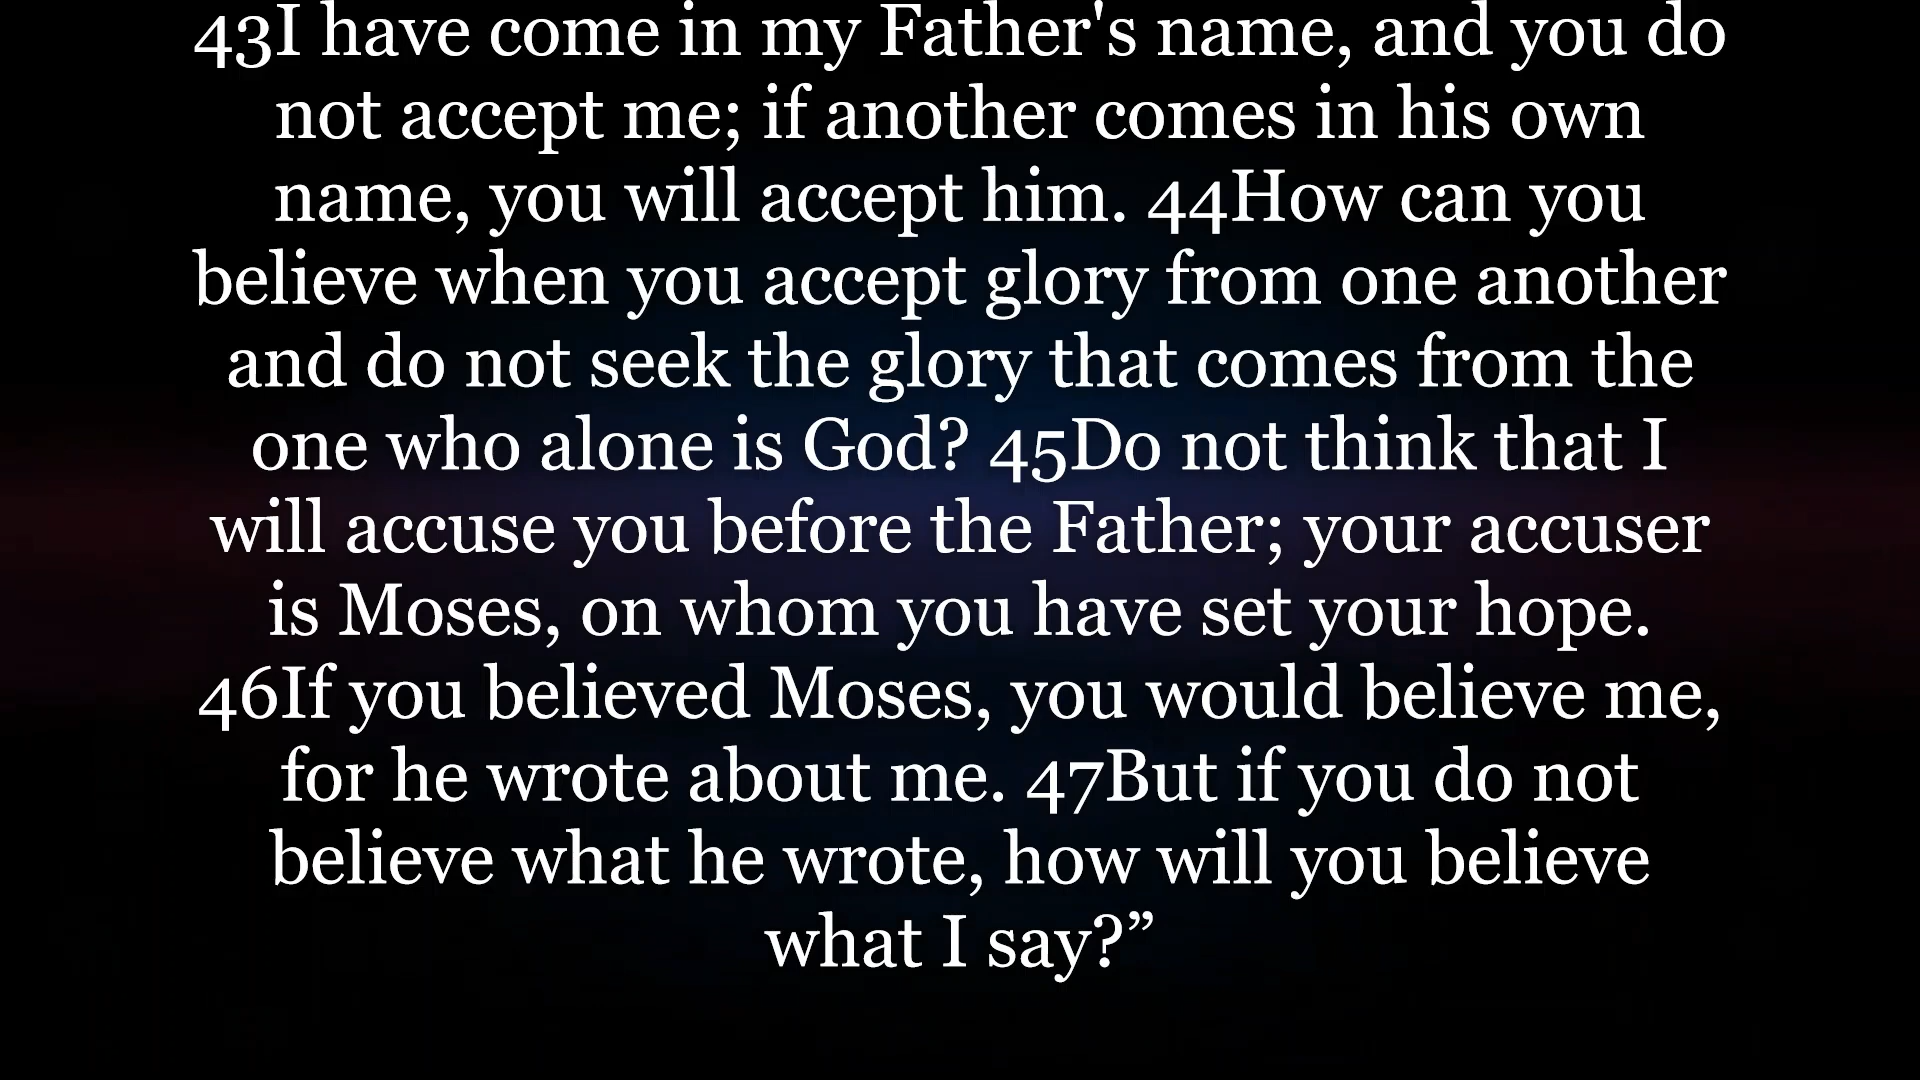 43I have come in my Father's name, and you do
not accept me; if another comes in his own
name, you will accept him. 44How can you
believe when you accept glory from one another
and do not seek the glory that comes from the
one who alone is God? 45Do not think that I
will accuse you before the Father; your accuser
is Moses, on whom you have set your hope.
46If you believed Moses, you would believe me,
for he wrote about me. 47But if you do not
believe what he wrote, how will you believe
what I say?”